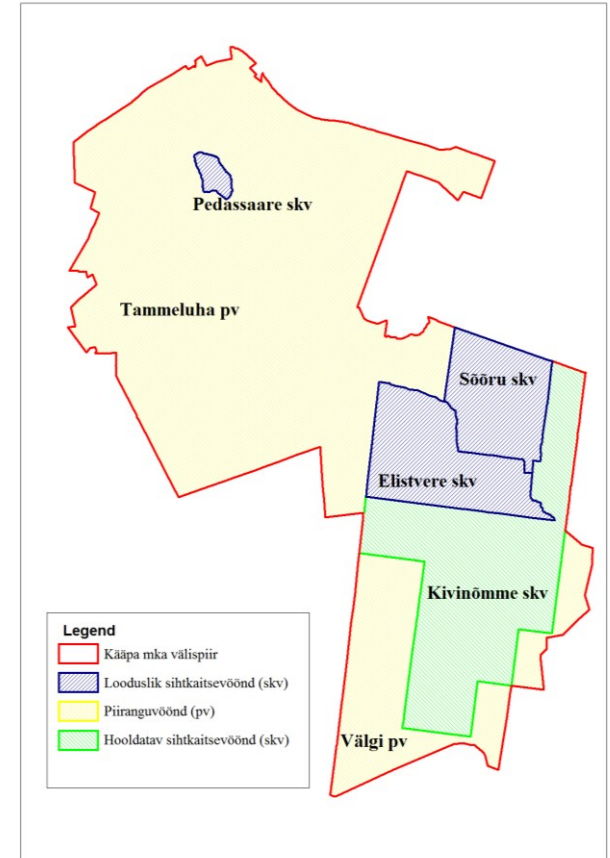 Pedassaare skv
Tammeluha pv
Sõõru skv
Elistvere skv
Kivinõmme skv
Välgi pv
Legend
Kääpa mka välispiir
Looduslik sihtkaitsevöönd (skv)
Piiranguvöönd (pv)
Hooldatav sihtkaitsevöönd (skv)